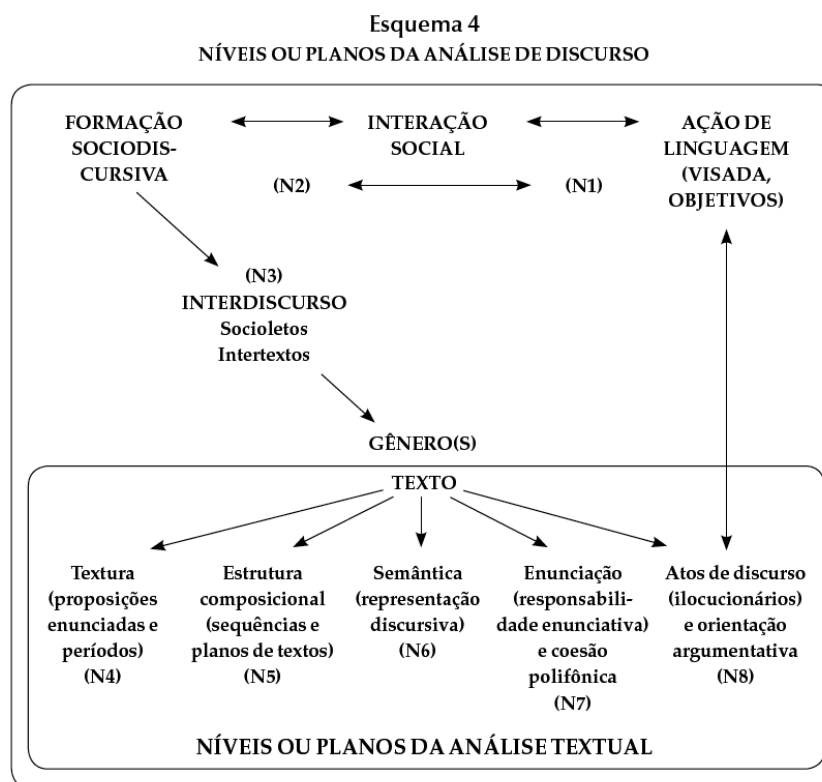 Esquema 4
NÍVEIS OU PLANOS DA ANÁLISE DE DISCURSO
FORMAÇÃO
SOCIODIS-
CURSIVA
INTERAÇÃO
SOCIAL
AÇÃO DE
LINGUAGEM
(VISADA,
OBJETIVOS)
(N2)
(N1)
(N3)
INTERDISCURSO
Socioletos
Intertextos
GÊNERO(S)
TEXTO
Textura
(proposições
enunciadas e
períodos)
(N4)
Estrutura
composicional
(sequências e
planos de textos)
(N5)
Semântica
(representação
discursiva)
(N6)
Enunciação
(responsabili-
dade enunciativa)
e coesão
polifônica
(N7)
Atos de discurso
(ilocucionários)
e orientação
argumentativa
(N8)
NÍVEIS OU PLANOS DA ANÁLISE TEXTUAL